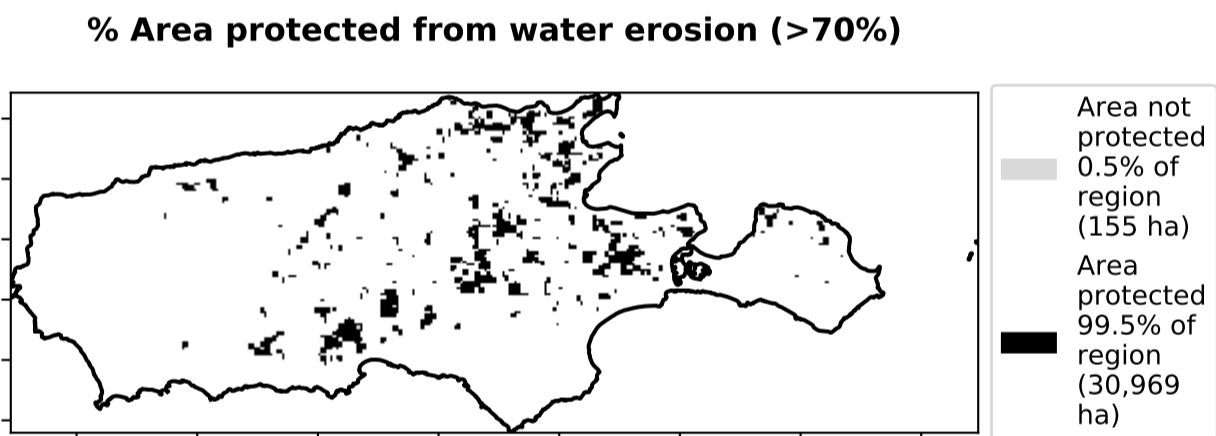 % Area protected from water erosion (>70%)
Area not
protected
0.5% of
region
(155 ha)
Area
protected
99.5% of
region
(30,969
ha)